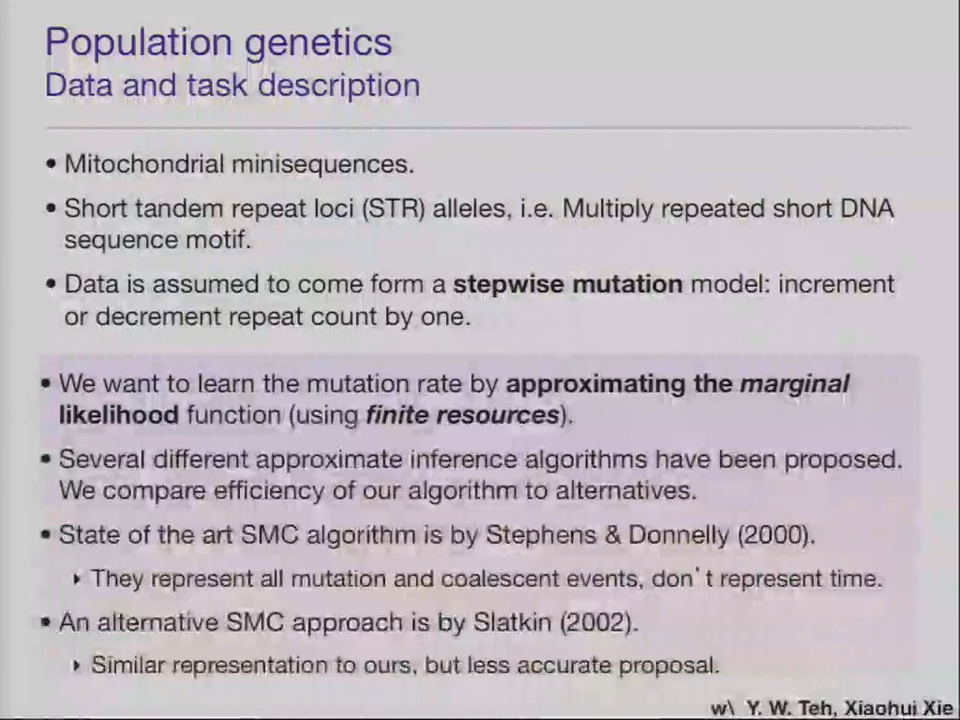 Population genetics
Data and task description
• Mitochondrial minisequences.
• Short tandem repeat loci (STR) alleles, i.e. Multiply repeated short DNA
sequence motif.
• Data is assumed to come form a stepwise mutation model: increment
or decrement repeat count by one.
• We want to learn the mutation rate by approximating the marginal
likelihood function (using finite resources).
• Several different approximate inference algorithms have been proposed.
We compare efficiency of our algorithm to alternatives.
• State of the art SMC algorithm is by Stephens & Donnelly (2000).
‣ They represent all mutation and coalescent events, don't represent time.
• An alternative SMC approach is by Slatkin (2002).
‣ Similar representation to ours, but less accurate proposal.
w\ Y. W. Teh, Xiaohui Xie